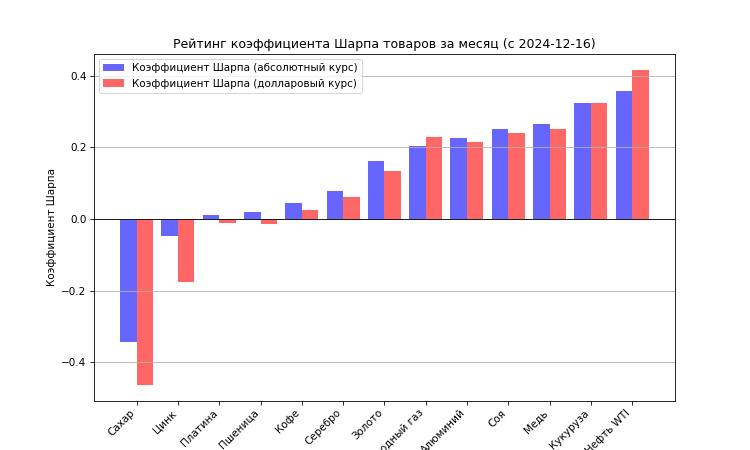 Рейтинг коэффициента Шарпа товаров за месяц (с 2024-12-16)
Коэффициент Шарпа (абсолютный курс)
Коэффициент Шарпа (долларовый курс)
Коэффициент Шарпа
0.4
0.2
0.0
−0.2
−0.4
Сахар
Цинк
Платина
Пшеница
Кофе
Серебро
Золото
одный газ
Алюминий
Соя
Медь
Кукуруза
Нефть WTI